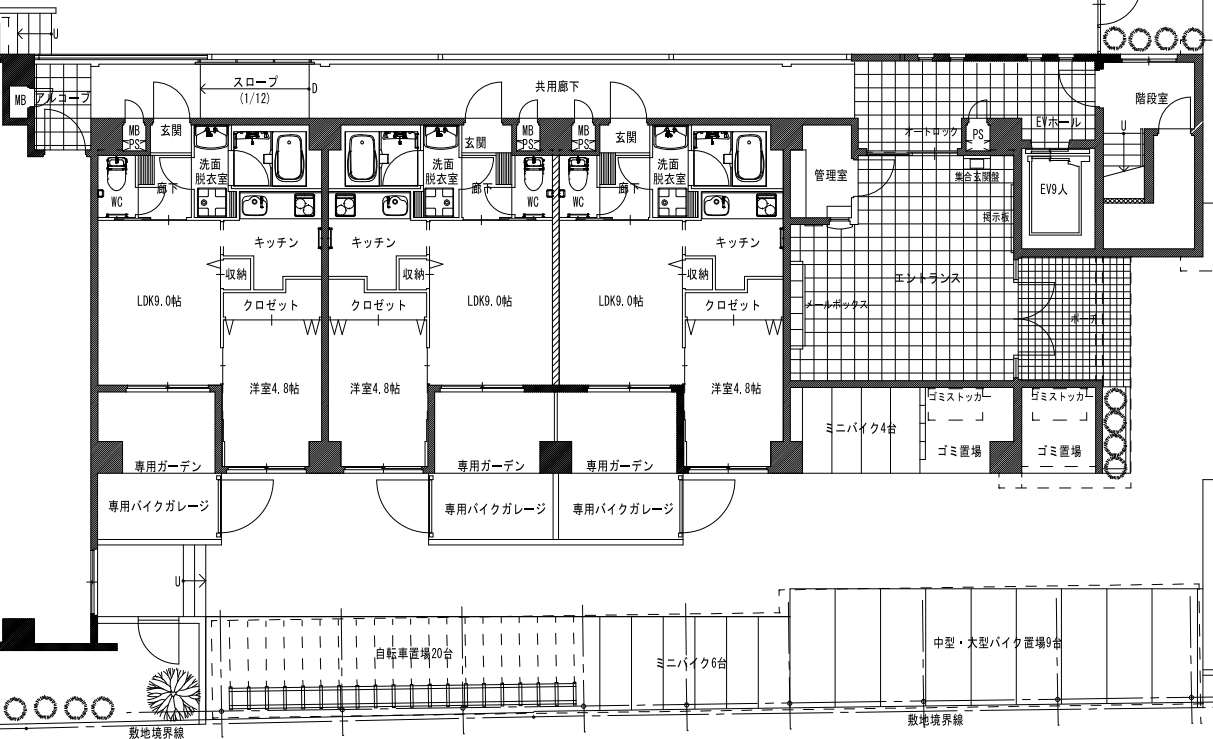 U
MB
アルコーブ
スロープ
(1/12)
D
共用廊下
階段室
MB
PS
玄関
玄関
MB
PS
MB
PS
玄関
オートロック
PS
EVホール
U
洗面
脱衣室
洗面
脱衣室
洗面
脱衣室
管理室
集合玄関盤
EV9人
WC
廊下
廊下
WC
WC
廊下
掲示板
キッチン
キッチン
キッチン
収納
収納
収納
エントランス
LDK9.0帖
クロゼット
クロゼット
LDK9.0帖
LDK9.0帖
クロゼット
メールボックス
ポーチ
洋室4.8帖
洋室4.8帖
洋室4.8帖
ゴミストッカー
ゴミストッカー
ミニバイク4台
ゴミ置場
ゴミ置場
専用ガーデン
専用ガーデン
専用ガーデン
専用バイクガレージ
専用バイクガレージ
専用バイクガレージ
U
自転車置場20台
ミニバイク6台
中型・大型バイク置場9台
敷地境界線
敷地境界線